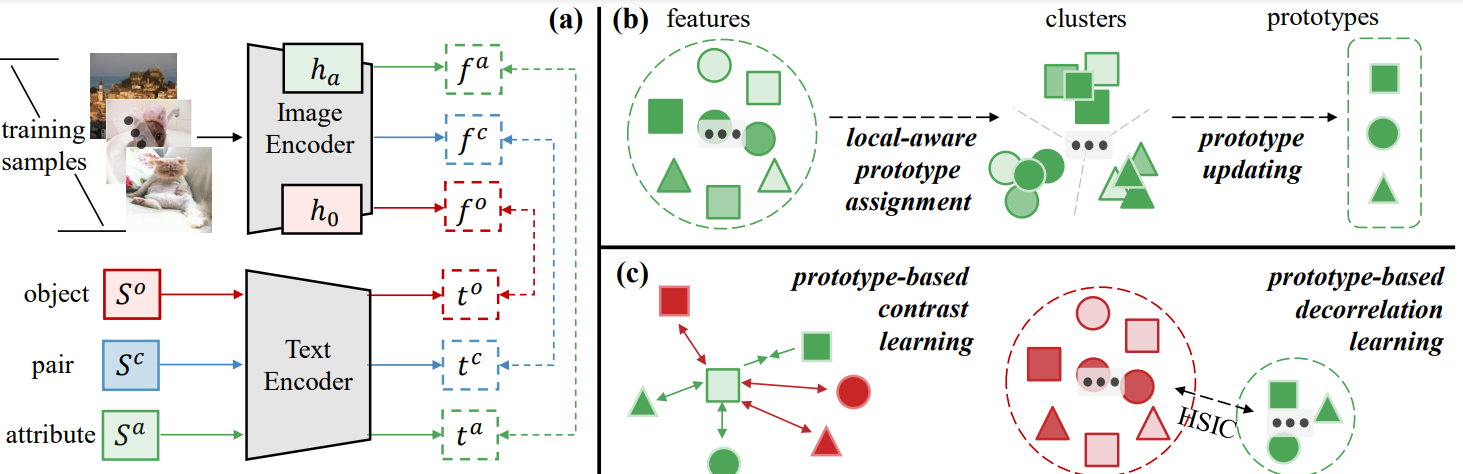 (a)
training
samples
h_a
Image
Encoder
h_0
f^a
f^c
f^o
object
S^o
pair
S^c
attribute
S^a
Text
Encoder
t^o
t^c
t^a
(b)
features
clusters
prototypes
local-aware
prototype
assignment
prototype
updating
(c)
prototype-based
contrast
learning
prototype-based
decorrelation
learning
HSIC